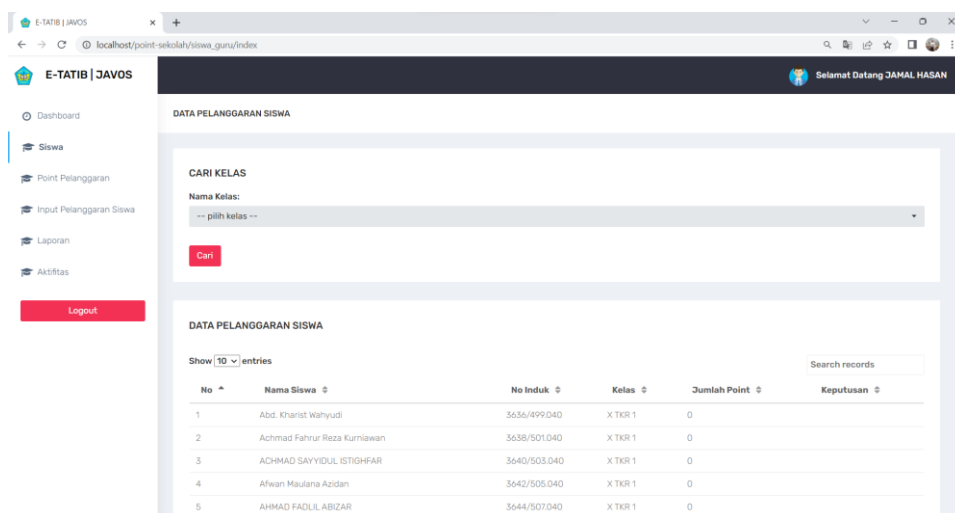 E-TATIB | JAVOS
localhost/point-sekolah/siswa_guru/index
E-TATIB | JAVOS
Selamat Datang JAMAL HASAN
Dashboard
Siswa
Point Pelanggaran
Input Pelanggaran Siswa
Laporan
Aktifitas
Logout
DATA PELANGGARAN SISWA
CARI KELAS
Nama Kelas:
-- pilih kelas --
Cari
DATA PELANGGARAN SISWA
Show 10 entries
Search records
No Nama Siswa No Induk Kelas Jumlah Point Keputusan
1 Abd. Kharist Wahyudi 3636/499.040 X TKR 1 0
2 Achmad Fahrur Reza Kurniawan 3638/501.040 X TKR 1 0
3 ACHMAD SAYYIDUL ISTIGHFAR 3640/503.040 X TKR 1 0
4 Afwan Maulana Azidan 3642/505.040 X TKR 1 0
5 AHMAD FADLIL ABIZAR 3644/507.040 X TKR 1 0